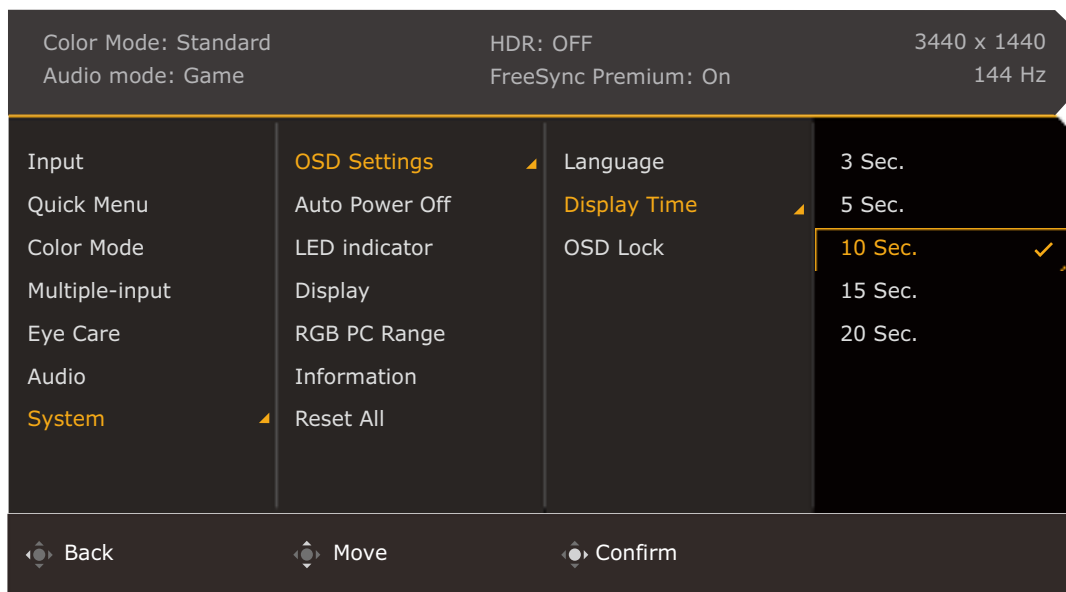 Color Mode: Standard
Audio mode: Game
HDR: OFF
FreeSync Premium: On
3440 x 1440
144 Hz
Input
Quick Menu
Color Mode
Multiple-input
Eye Care
Audio
System
OSD Settings
Auto Power Off
LED indicator
Display
RGB PC Range
Information
Reset All
Language
Display Time
OSD Lock
3 Sec.
5 Sec.
10 Sec.
15 Sec.
20 Sec.
Back
Move
Confirm